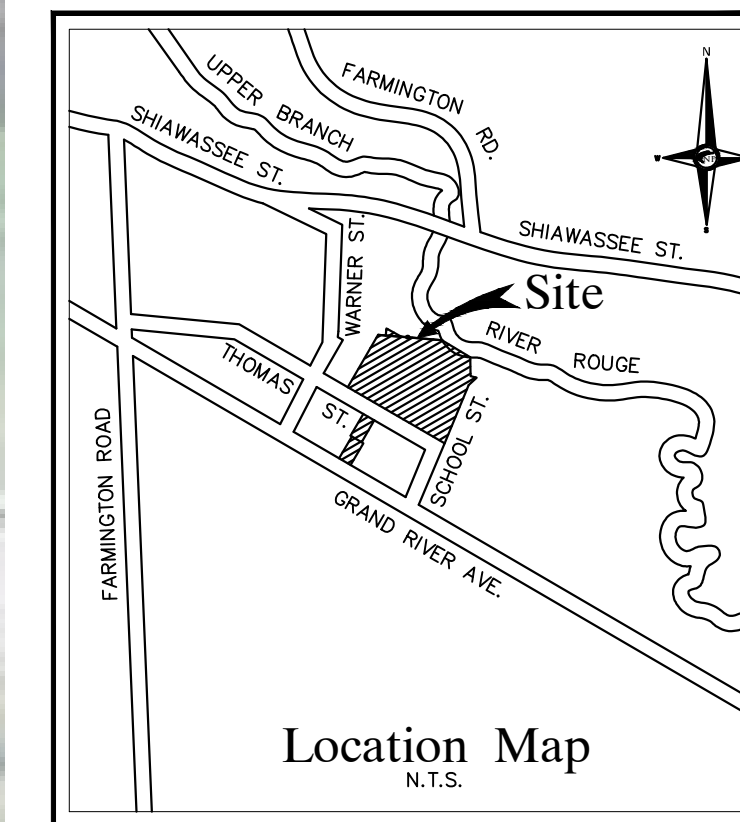 N
FARMINGTON RD.
UPPER BRANCH
SHIAWASSEE ST.
W
S
SHIAWASSEE ST.
WARNER ST.
Site
RIVER ROUGE
THOMAS ST.
SCHOOL ST.
FARMINGTON ROAD
GRAND RIVER AVE.
Location Map
N.T.S.